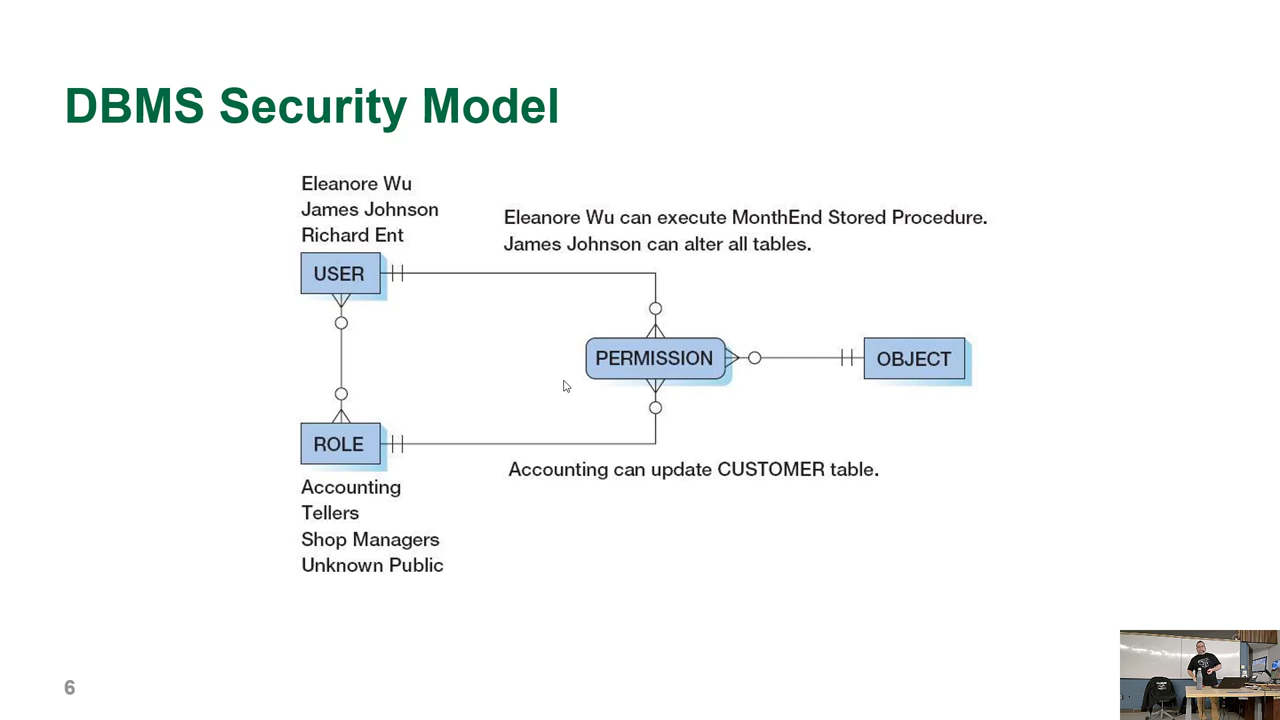 DBMS Security Model
Eleanore Wu
James Johnson
Richard Ent
Eleanore Wu can execute MonthEnd Stored Procedure.
James Johnson can alter all tables.
USER
PERMISSION
OBJECT
ROLE
Accounting can update CUSTOMER table.
Accounting
Tellers
Shop Managers
Unknown Public
6